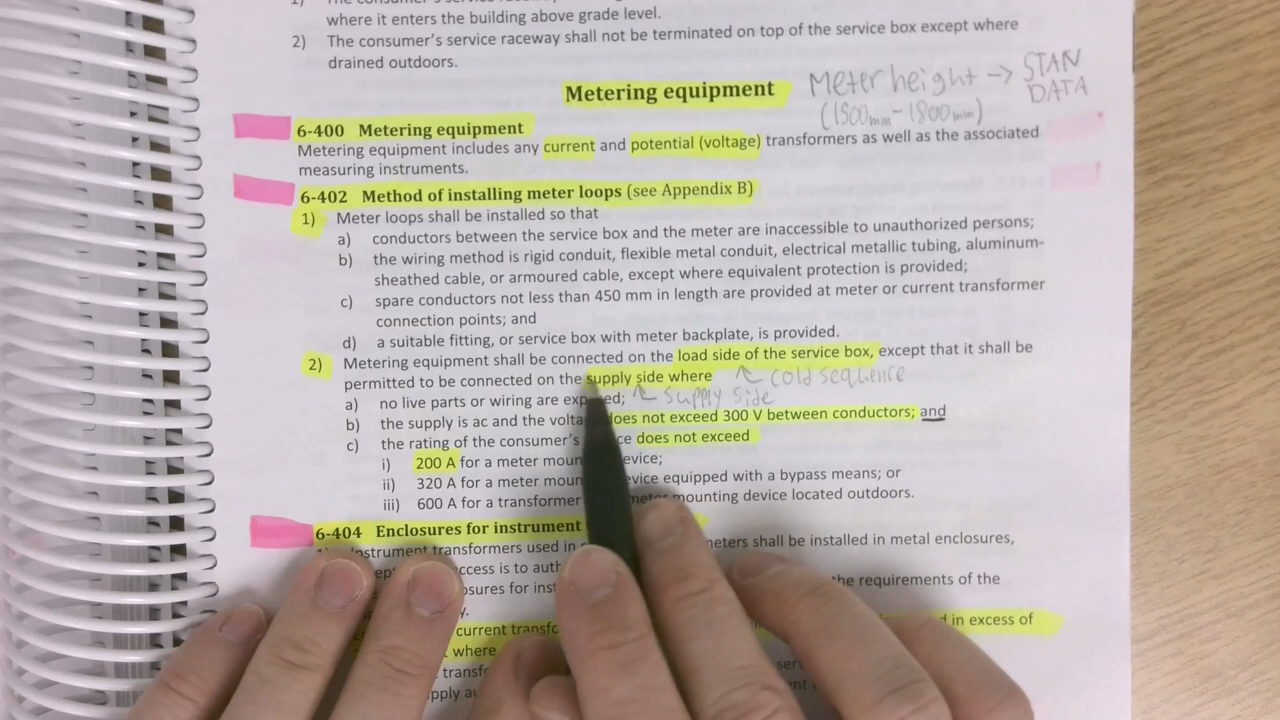 where it enters the building above grade level.
2) The consumer's service raceway shall not be terminated on top of the service box except where
drained outdoors.
Metering equipment
Meter height → STAN DATA
(1500mm-1800mm)
6-400 Metering equipment
Metering equipment includes any current and potential (voltage) transformers as well as the associated
measuring instruments.
6-402 Method of installing meter loops (see Appendix B)
1) Meter loops shall be installed so that
a) conductors between the service box and the meter are inaccessible to unauthorized persons;
b) the wiring method is rigid conduit, flexible metal conduit, electrical metallic tubing, aluminum-
sheathed cable, or armoured cable, except where equivalent protection is provided;
c) spare conductors not less than 450 mm in length are provided at meter or current transformer
connection points; and
d) a suitable fitting, or service box with meter backplate, is provided.
2) Metering equipment shall be connected on the load side of the service box, except that it shall be
permitted to be connected on the supply side where
cold sequence
a) no live parts or wiring are
supply side
b) the supply is ac and the does not exceed 300 V between conductors; and
c) the rating of the consumer's does not exceed
i) 200 A for a meter
ii) 320 A for a meter equipped with a bypass means; or
iii) 600 A for a transformer mounting device located outdoors.
6-404 Enclosures for instrument
transformers used in shall be installed in metal enclosures,
access is to
for the requirements of the
current in excess of
where